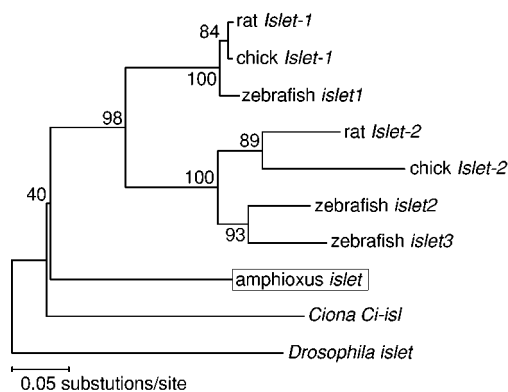 rat Islet-1
84
chick Islet-1
100
zebrafish islet1
98
rat Islet-2
89
chick Islet-2
100
zebrafish islet2
40
93
zebrafish islet3
amphioxus islet
Ciona Ci-isl
Drosophila islet
0.05 substutions/site